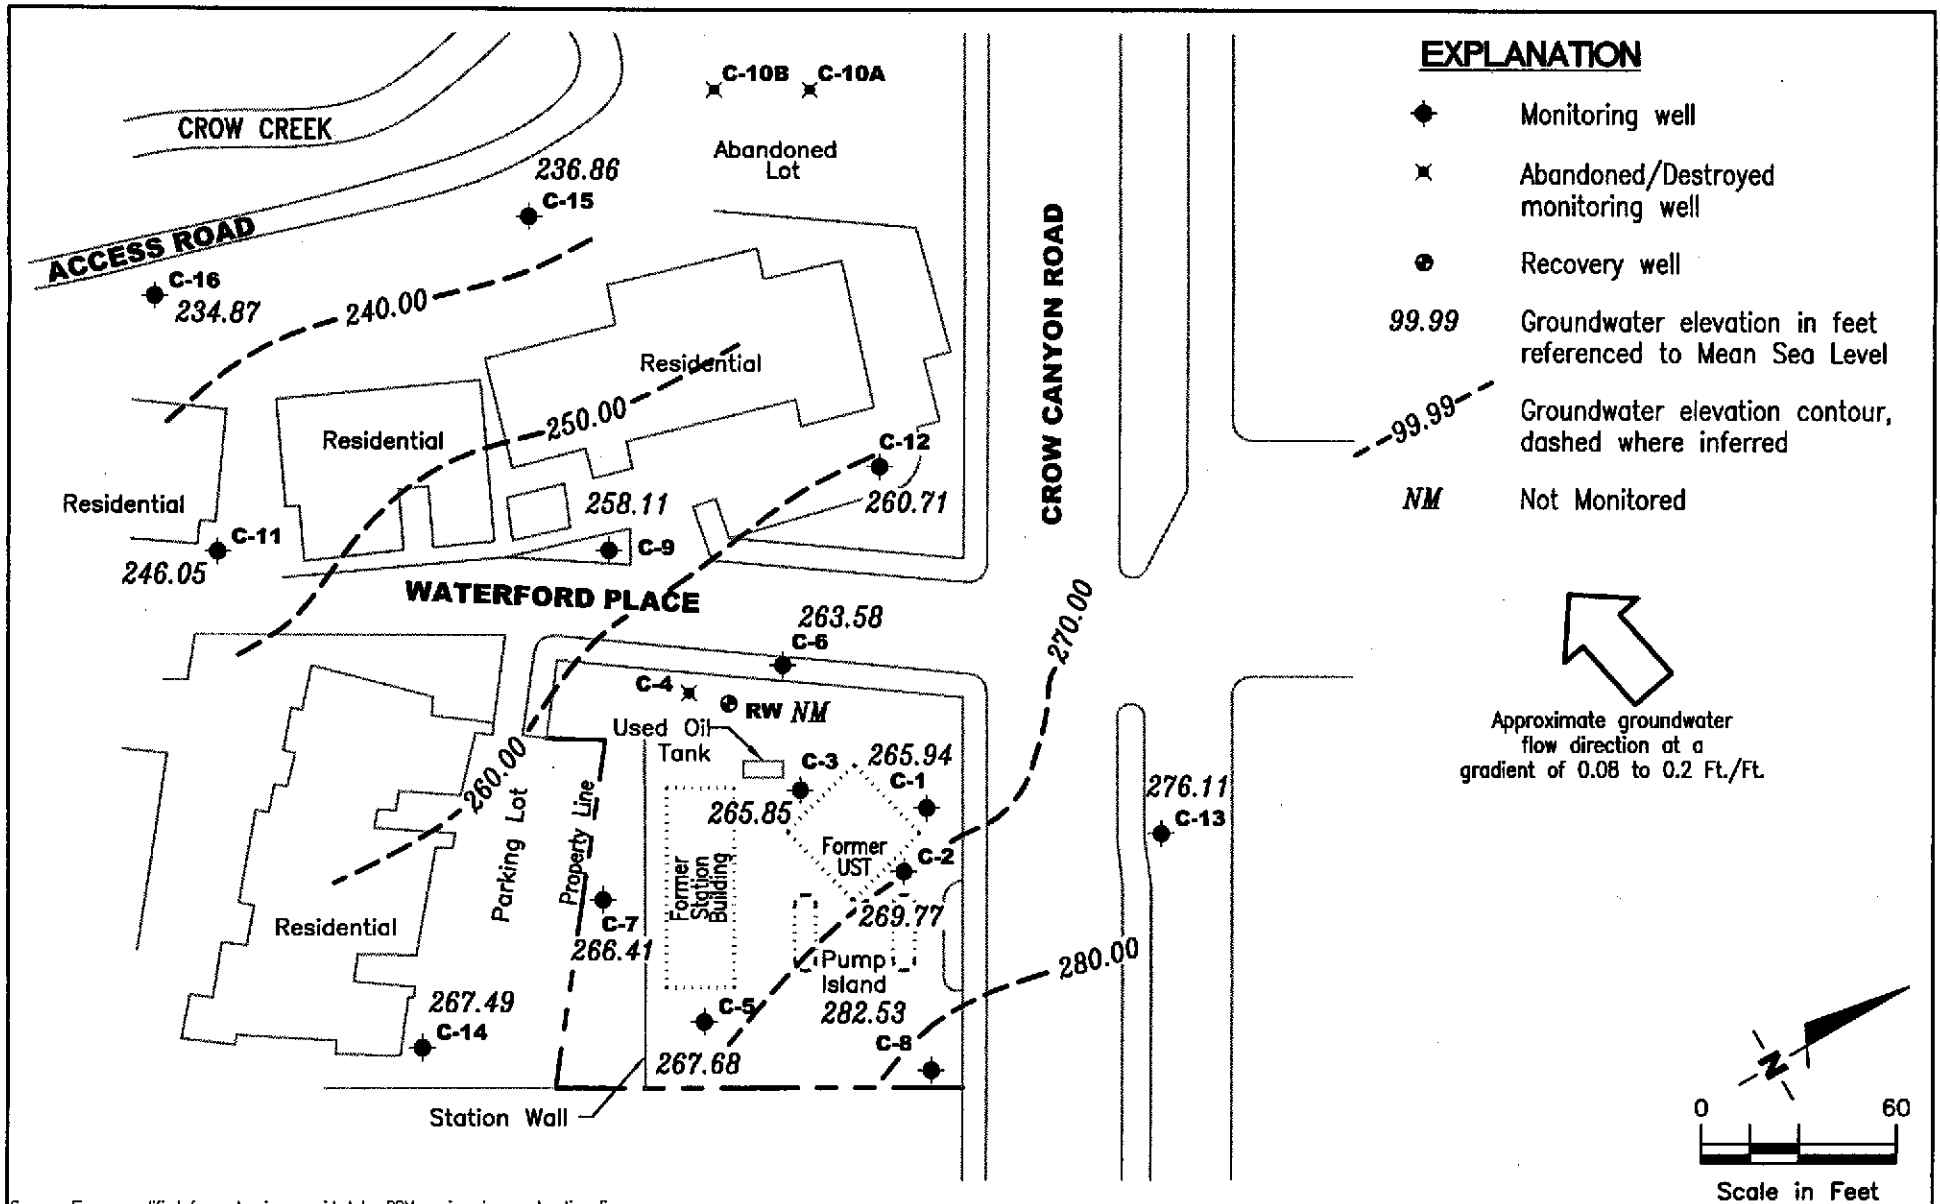 EXPLANATION
Monitoring well
Abandoned/Destroyed
monitoring well
Recovery well
99.99
Groundwater elevation in feet
referenced to Mean Sea Level
99.99
Groundwater elevation contour,
dashed where inferred
NM
Not Monitored
Approximate groundwater
flow direction at a
gradient of 0.08 to 0.2 Ft./Ft.
N
0
60
Scale in Feet
C-10B
C-10A
CROW CREEK
Abandoned
Lot
236.86
C-15
ACCESS ROAD
C-16
234.87
240.00
CROW CANYON ROAD
Residential
250.00
Residential
C-12
260.71
Residential
258.11
C-9
C-11
246.05
WATERFORD PLACE
263.58
C-6
270.00
C-4
RW
NM
Used Oil
Tank
260.00
C-3
265.94
C-1
265.85
276.11
C-13
Parking Lot
Property Line
Former
UST
C-2
Former
Station
Building
269.77
Residential
C-7
266.41
Pump
Island
280.00
267.49
C-14
C-5
282.53
C-8
267.68
Station Wall